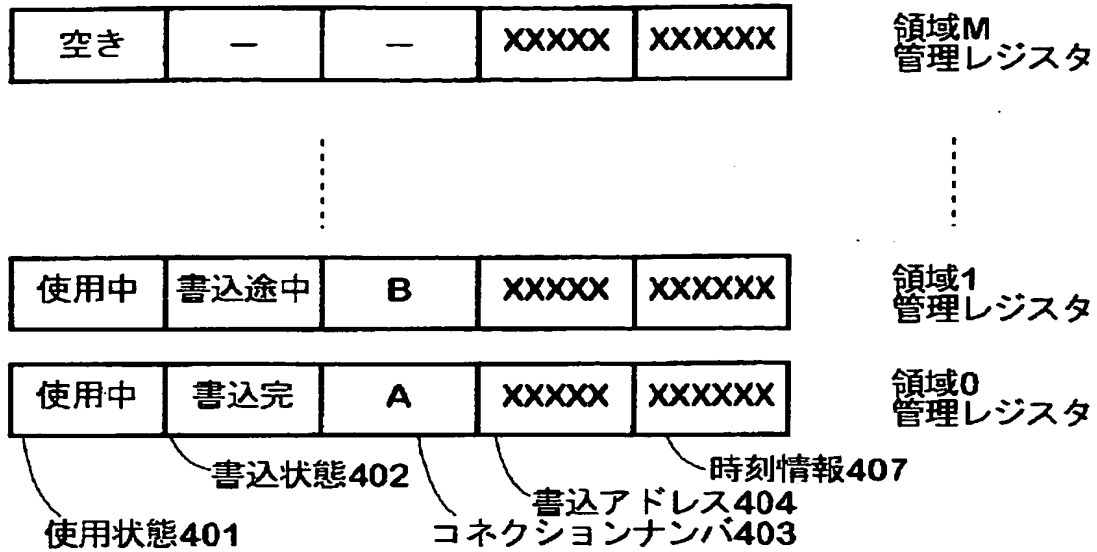 空き — — XXXXX XXXXXX 領域M
管理レジスタ
使用中 書込途中 B XXXXX XXXXXX 領域1
管理レジスタ
使用中 書込完 A XXXXX XXXXXX 領域0
管理レジスタ
書込状態402 時刻情報407
書込アドレス404
使用状態401 コネクションナンバ403